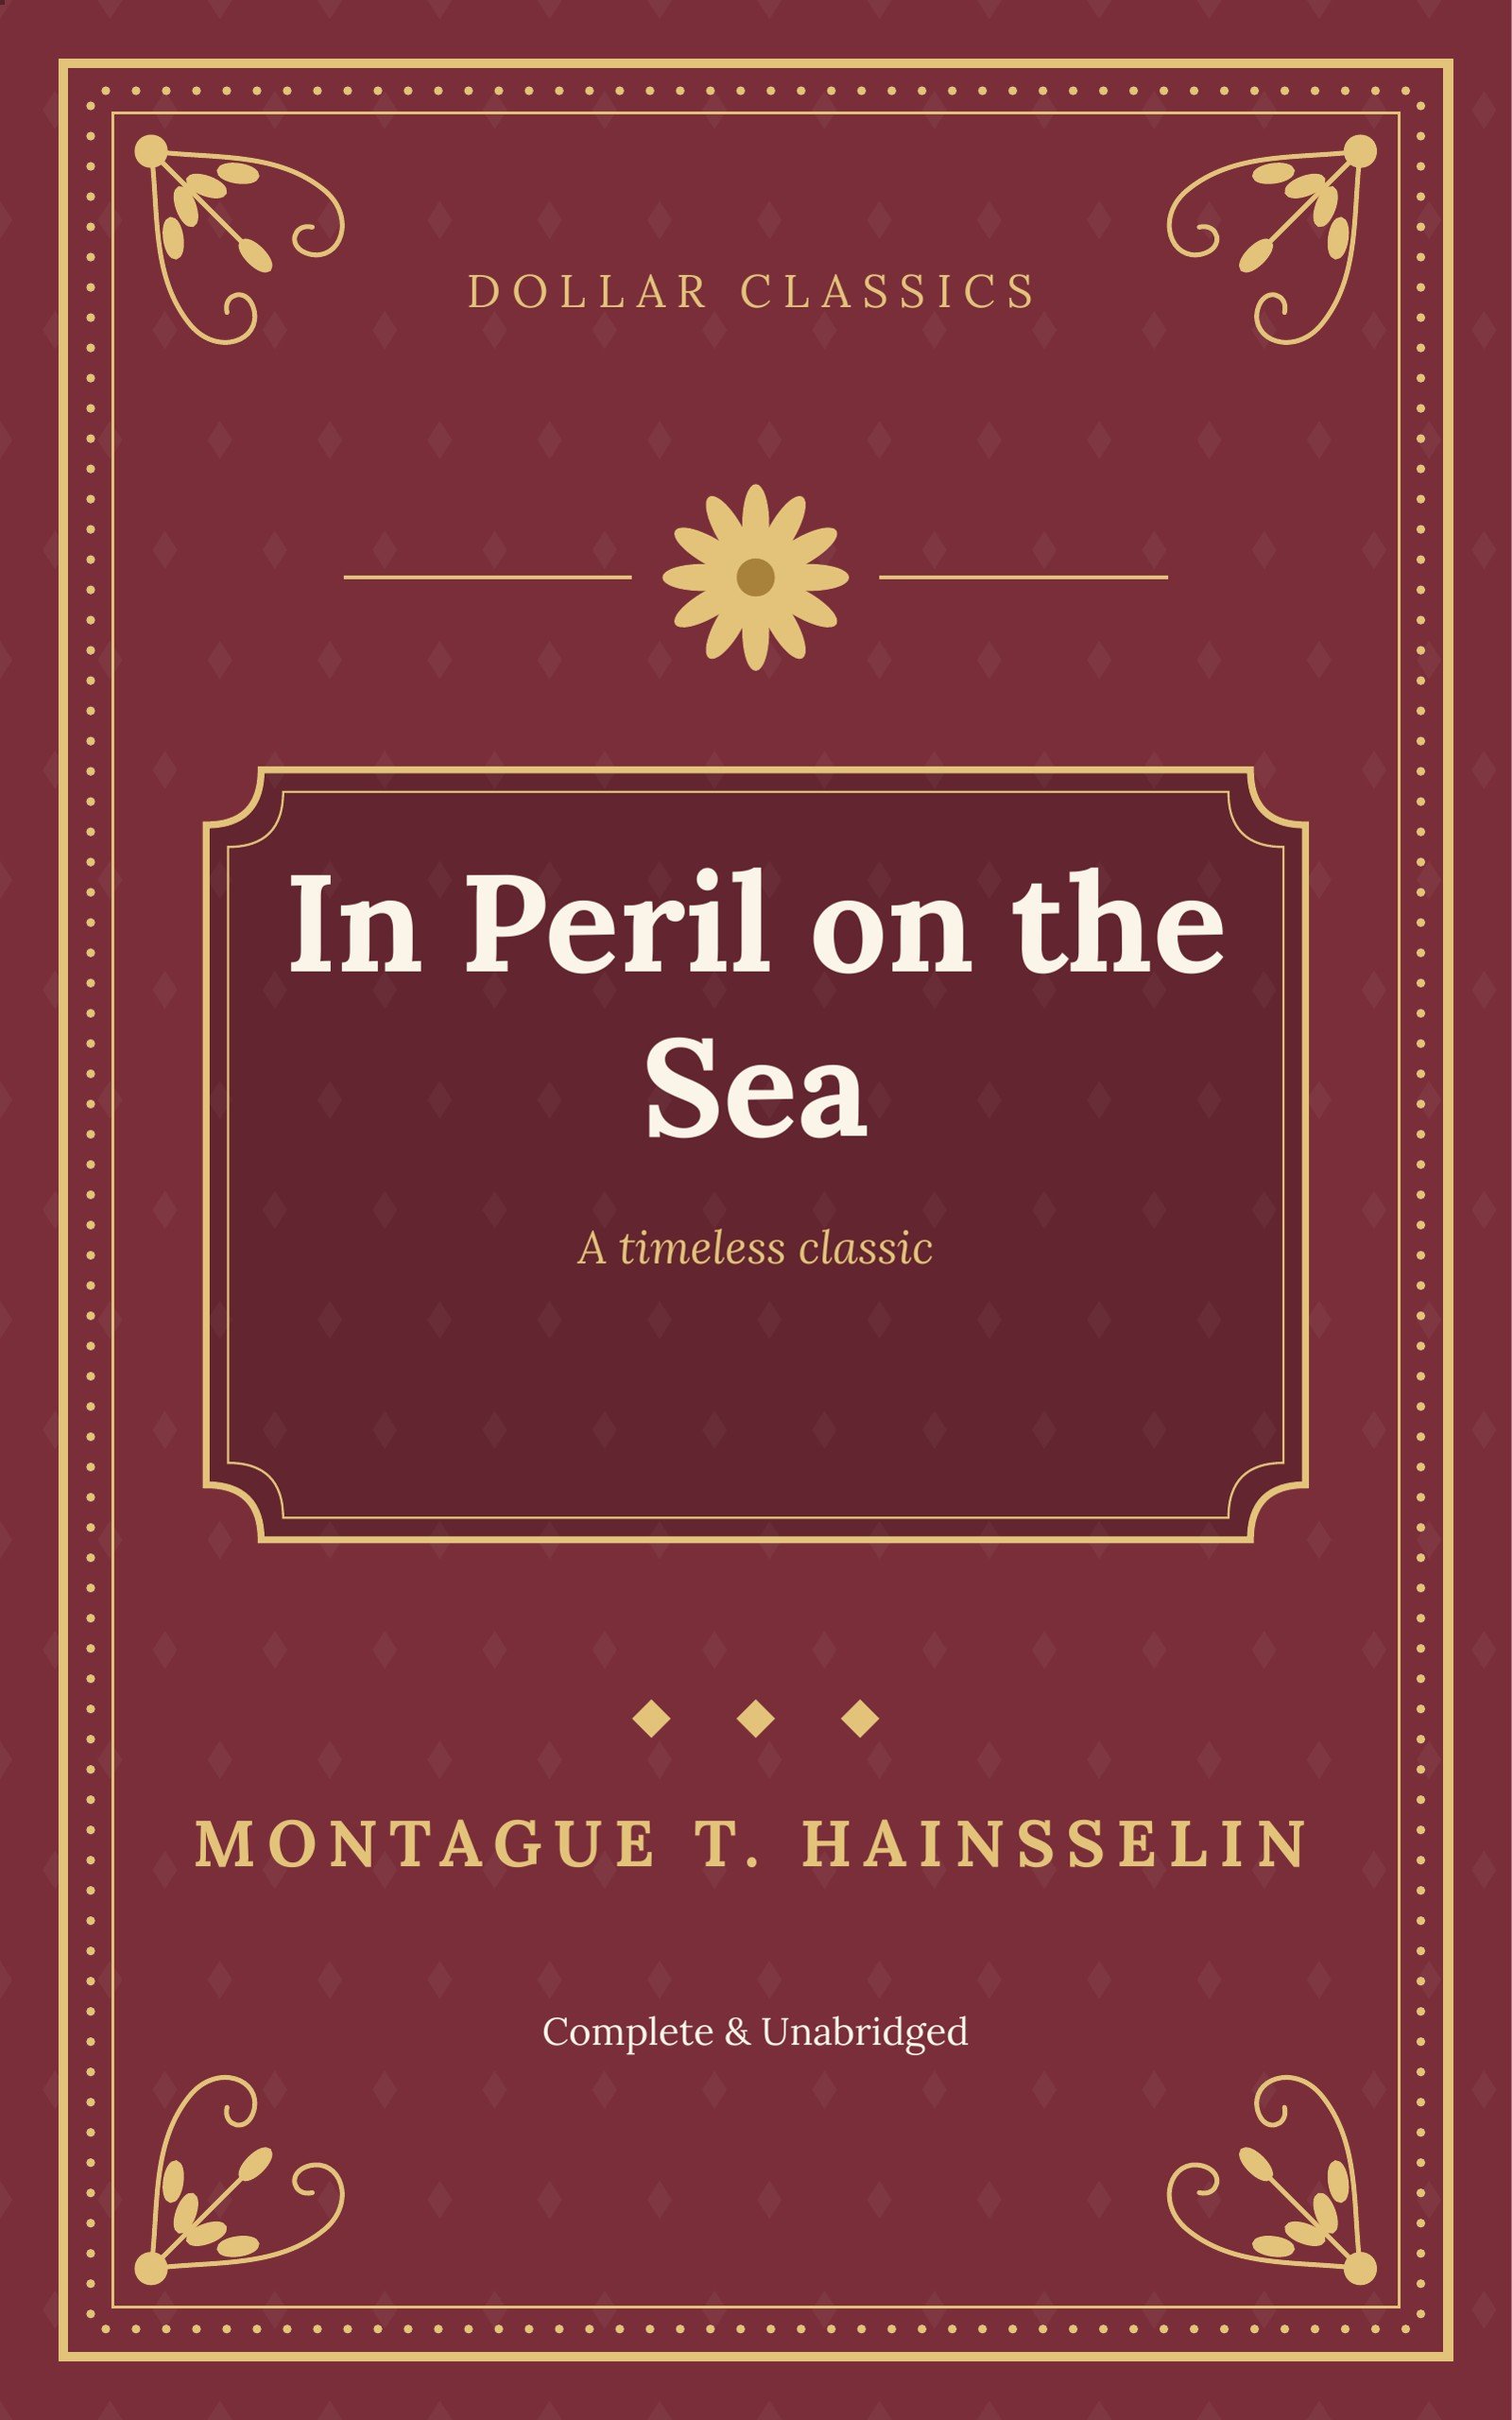 DOLLAR CLASSICS
In Peril on the
Sea
A timeless classic
MONTAGUE T. HAINSSELIN
Complete & Unabridged